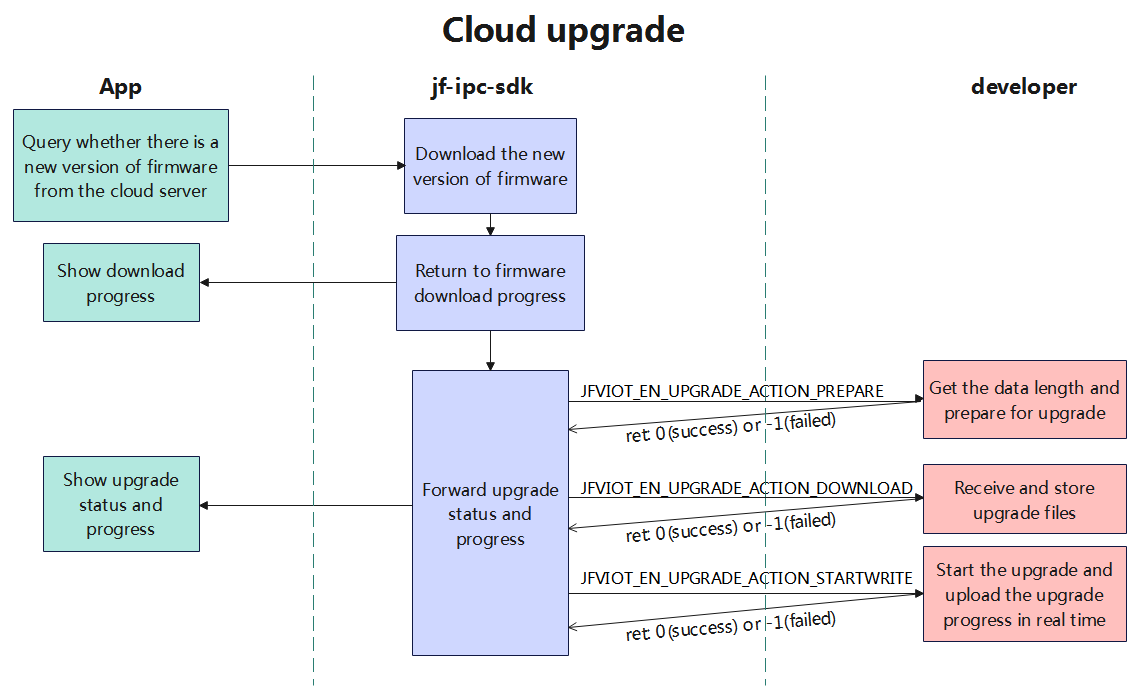 Cloud upgrade
App
jf-ipc-sdk
developer
Query whether there is a
new version of firmware
from the cloud server
Download the new
version of firmware
Show download
progress
Return to firmware
download progress
JFVIOT_EN_UPGRADE_ACTION_PREPARE
Get the data length and
prepare for upgrade
ret: 0(success) or -1(failed)
Show upgrade
status and
progress
Forward upgrade
status and
progress
JFVIOT_EN_UPGRADE_ACTION_DOWNLOAD
Receive and store
upgrade files
ret: 0(success) or -1(failed)
JFVIOT_EN_UPGRADE_ACTION_STARTWRITE
Start the upgrade and
upload the upgrade
progress in real time
ret: 0(success) or -1(failed)